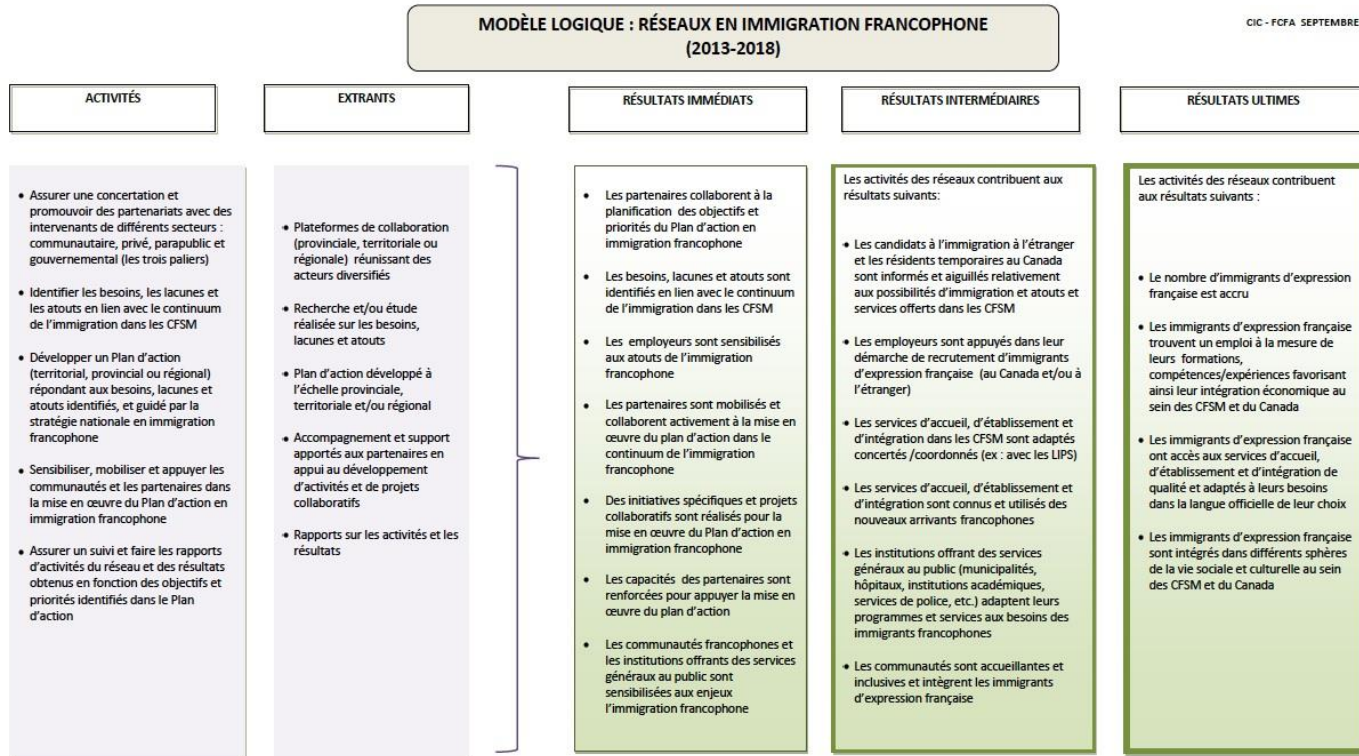 MODÈLE LOGIQUE : RÉSEAUX EN IMMIGRATION FRANCOPHONE
(2013-2018)
CIC - FCFA SEPTEMBRE
ACTIVITÉS
• Assurer une concertation et
promouvoir des partenariats avec des
intervenants de différents secteurs :
communautaire, privé, parapublic et
gouvernemental (les trois paliers)
• Identifier les besoins, les lacunes et
les atouts en lien avec le continuum
de l'immigration dans les CFSM
• Développer un Plan d'action
(territorial, provincial ou régional)
répondant aux besoins, lacunes et
atouts identifiés, et guidé par la
stratégie nationale en immigration
francophone
• Sensibiliser, mobiliser et appuyer les
communautés et les partenaires dans
la mise en œuvre du Plan d'action en
immigration francophone
• Assurer un suivi et faire les rapports
d'activités du réseau et des résultats
obtenus en fonction des objectifs et
priorités identifiés dans le Plan
d'action
EXTRANTS
• Plateformes de collaboration
(provinciale, territoriale ou
régionale) réunissant des
acteurs diversifiés
• Recherche et/ou étude
réalisée sur les besoins,
lacunes et atouts
• Plan d'action développé à
l'échelle provinciale,
territoriale et/ou régional
• Accompagnement et support
apportés aux partenaires en
appui au développement
d'activités et de projets
collaboratifs
• Rapports sur les activités et les
résultats
RÉSULTATS IMMÉDIATS
• Les partenaires collaborent à la
planification des objectifs et
priorités du Plan d'action en
immigration francophone
• Les besoins, lacunes et atouts sont
identifiés en lien avec le continuum
de l'immigration dans les CFSM
• Les employeurs sont sensibilisés
aux atouts de l'immigration
francophone
• Les partenaires sont mobilisés et
collaborent activement à la mise en
œuvre du plan d'action dans le
continuum de l'immigration
francophone
• Des initiatives spécifiques et projets
collaboratifs sont réalisés pour la
mise en œuvre du Plan d'action en
immigration francophone
• Les capacités des partenaires sont
renforcées pour appuyer la mise en
œuvre du plan d'action
• Les communautés francophones et
les institutions offrants des services
généraux au public sont
sensibilisées aux enjeux
l'immigration francophone
RÉSULTATS INTERMÉDIAIRES
Les activités des réseaux contribuent aux
résultats suivants:
• Les candidats à l'immigration à l'étranger
et les résidents temporaires au Canada
sont informés et aiguillés relativement
aux possibilités d'immigration et atouts et
services offerts dans les CFSM
• Les employeurs sont appuyés dans leur
démarche de recrutement d'immigrants
d'expression française (au Canada et/ou à
l'étranger)
• Les services d'accueil, d'établissement et
d'intégration dans les CFSM sont adaptés
concertés /coordonnés (ex : avec les LIPS)
• Les services d'accueil, d'établissement et
d'intégration sont connus et utilisés des
nouveaux arrivants francophones
• Les institutions offrant des services
généraux au public (municipalités,
hôpitaux, institutions académiques,
services de police, etc.) adaptent leurs
programmes et services aux besoins des
immigrants francophones
• Les communautés sont accueillantes et
inclusives et intègrent les immigrants
d'expression française
RÉSULTATS ULTIMES
Les activités des réseaux contribuent
aux résultats suivants :
• Le nombre d'immigrants d'expression
française est accru
• Les immigrants d'expression française
trouvent un emploi à la mesure de
leurs formations,
compétences/expériences favorisant
ainsi leur intégration économique au
sein des CFSM et du Canada
• Les immigrants d'expression française
ont accès aux services d'accueil,
d'établissement et d'intégration de
qualité et adaptés à leurs besoins
dans la langue officielle de leur choix
• Les immigrants d'expression française
sont intégrés dans différents sphères
de la vie sociale et culturelle au sein
des CFSM et du Canada